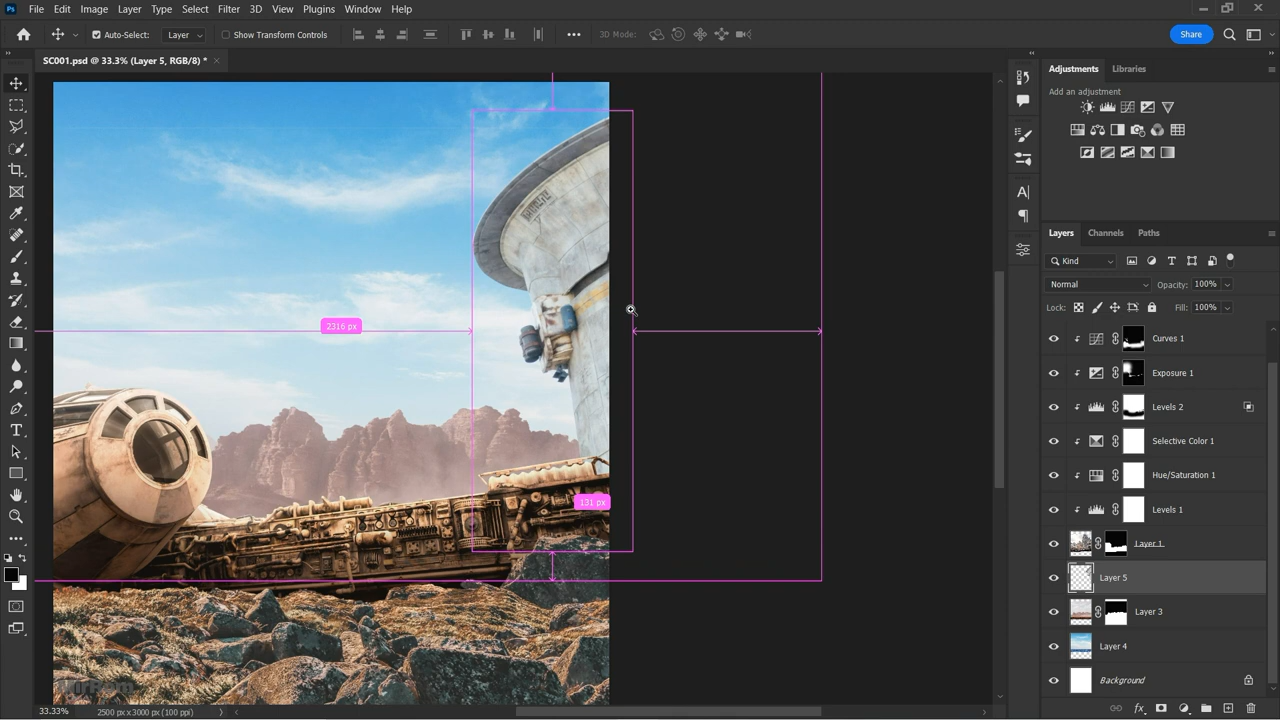 Ps File Edit Image Layer Type Select Filter 3D View Plugins Window Help
Auto-Select: Layer Show Transform Controls 3D Mode: Share
SC001.psd @ 33.3% (Layer 5, RGB/8) *
Adjustments Libraries
Add an adjustment
Layers Channels Paths
Kind
Normal Opacity: 100%
Lock: Fill: 100%
2316 px
Curves 1
Exposure 1
Levels 2
Selective Color 1
Hue/Saturation 1
131 px
Levels 1
Layer 1
Layer 5
Layer 3
Layer 4
Background
33.33% 2500 px x 3000 px (100 ppi)